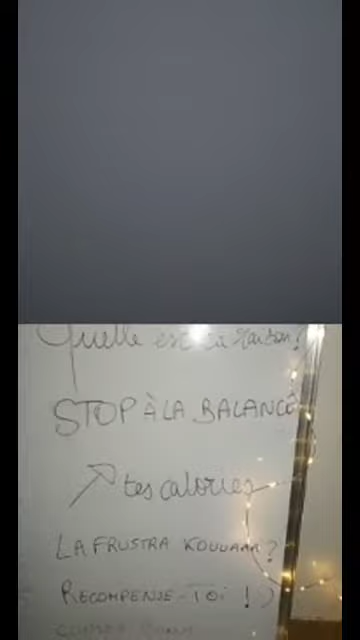 Quelle est ta raison?
STOP À LA BALANCE
↗ tes calories
LA FRUSTRA KOUUAAA?
RECOMPENSE-TOI !)